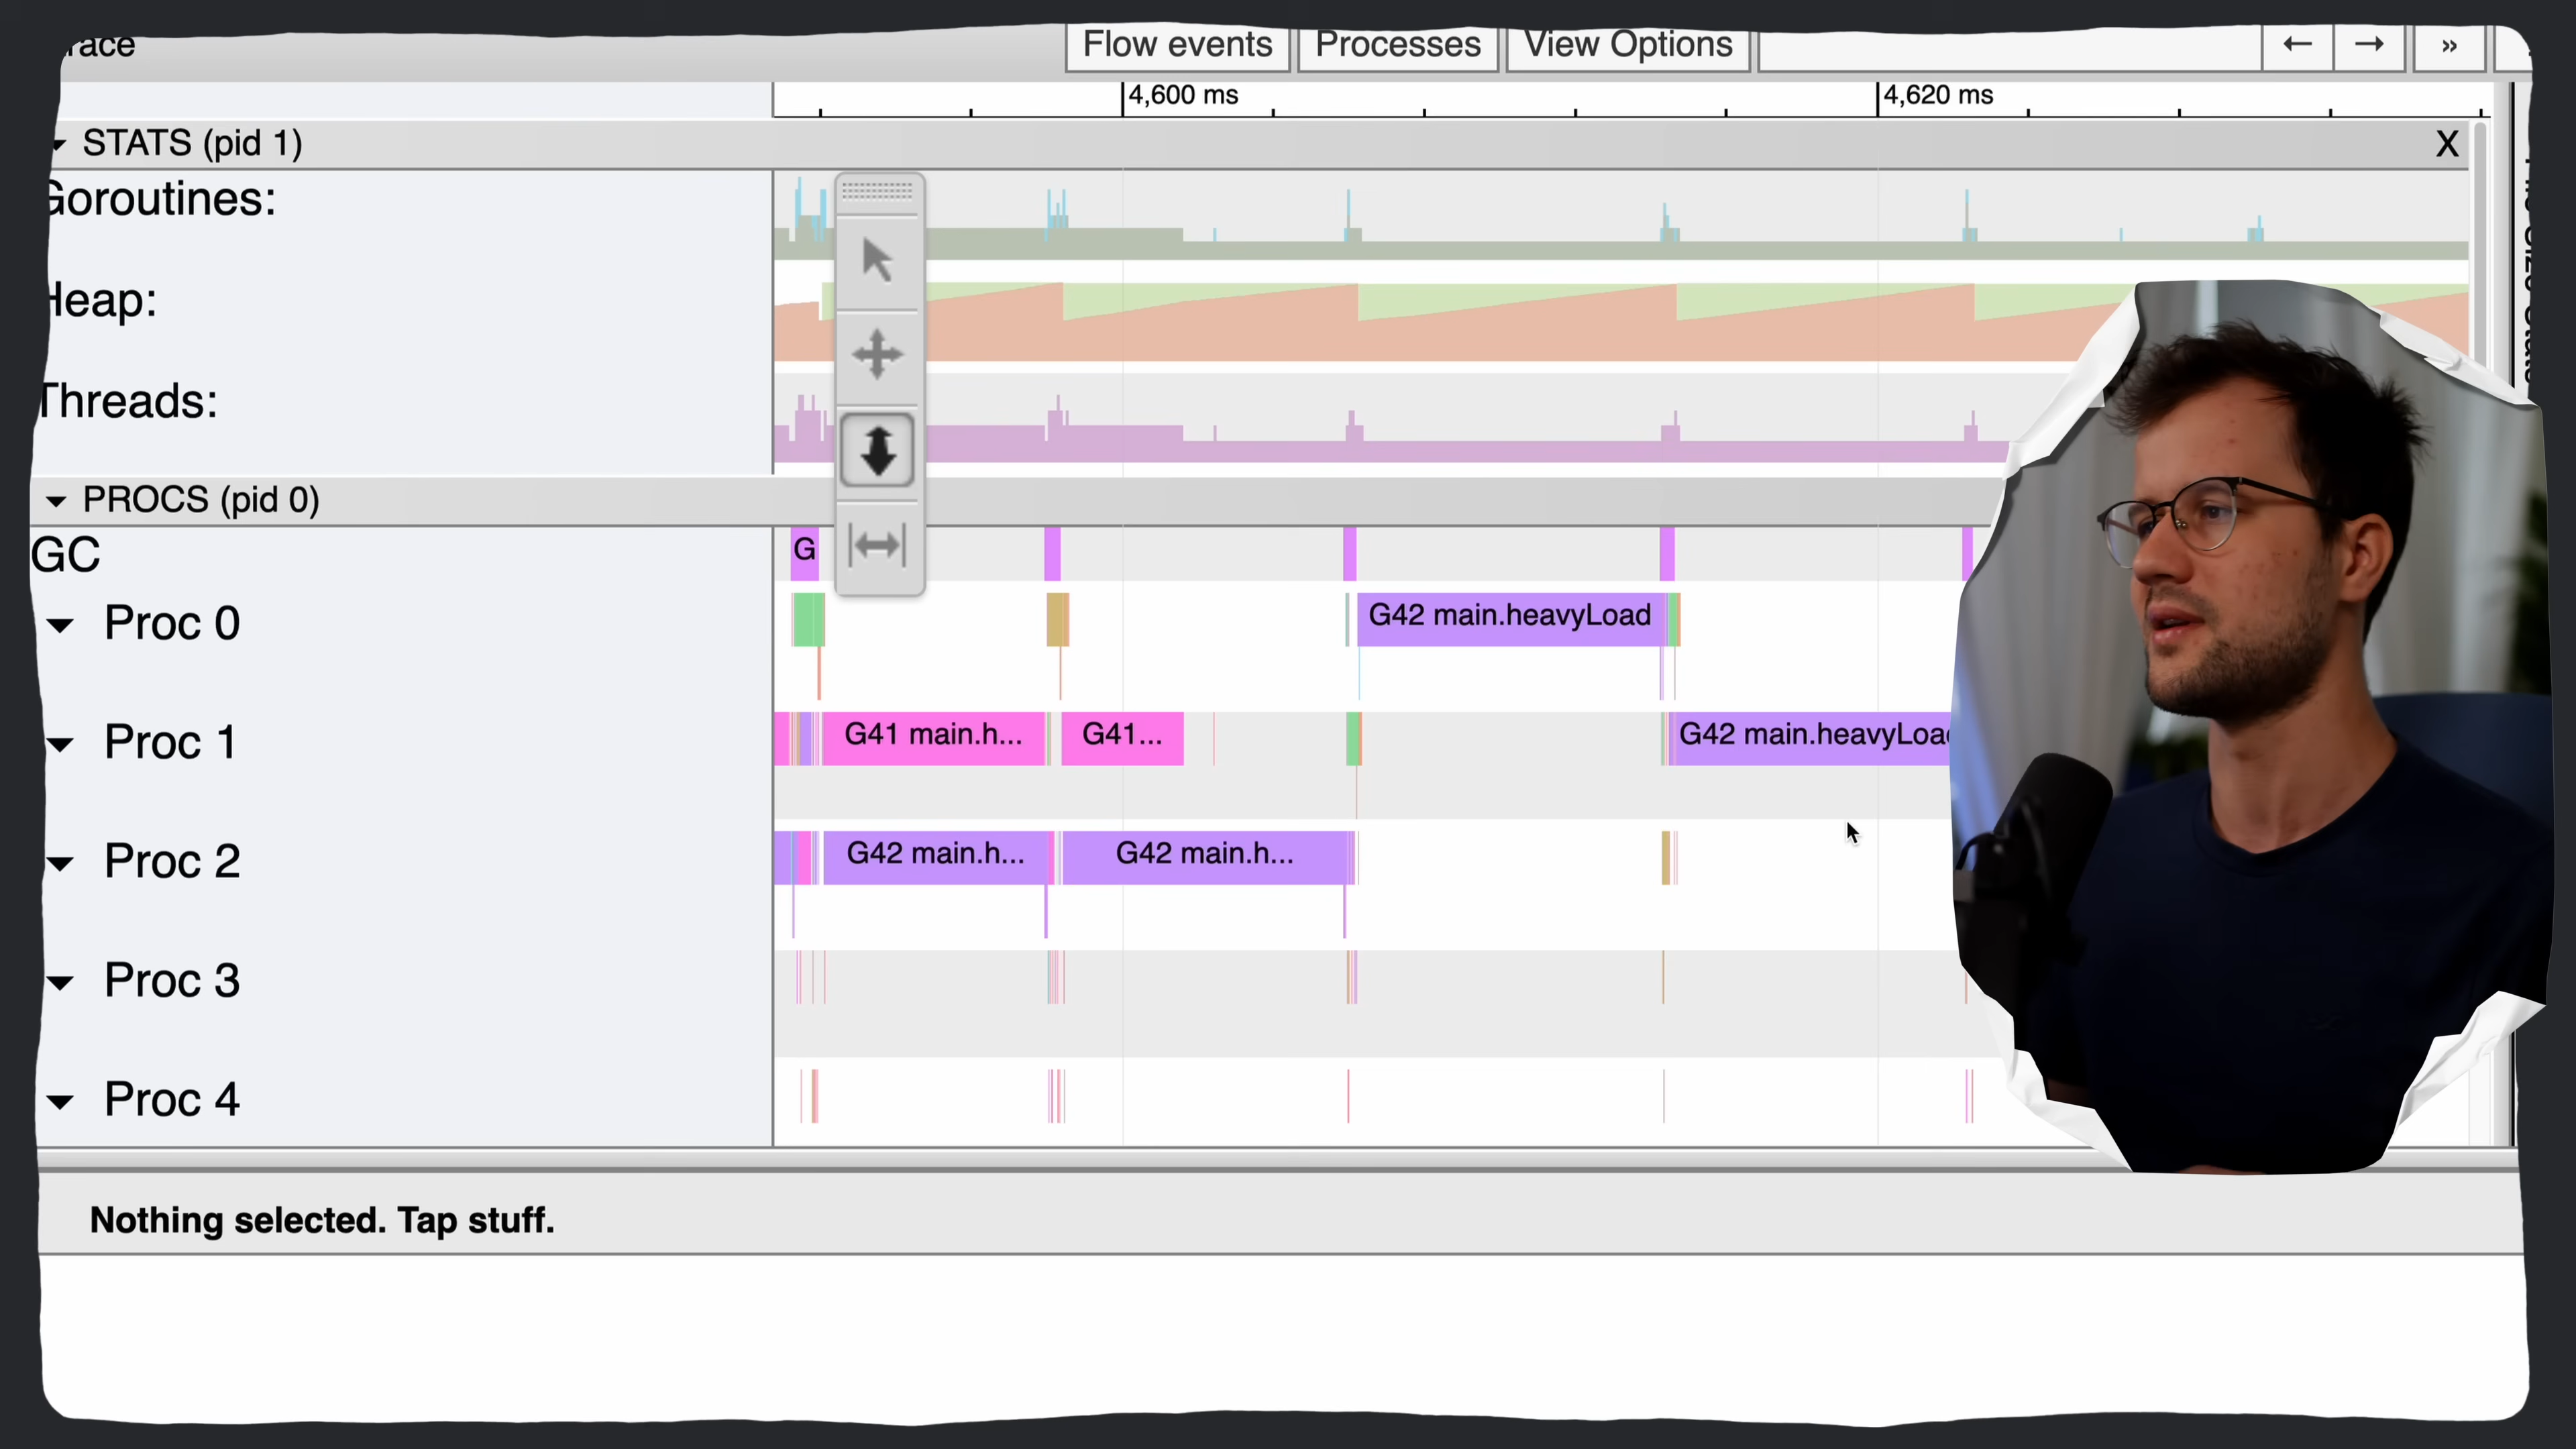 race
Flow events Processes View Options ← → »
4,600 ms 4,620 ms
STATS (pid 1) X
Goroutines:
Heap:
Threads:
PROCS (pid 0)
GC G
Proc 0 G42 main.heavyLoad
Proc 1 G41 main.h... G41... G42 main.heavyLoad
Proc 2 G42 main.h... G42 main.h...
Proc 3
Proc 4
Nothing selected. Tap stuff.